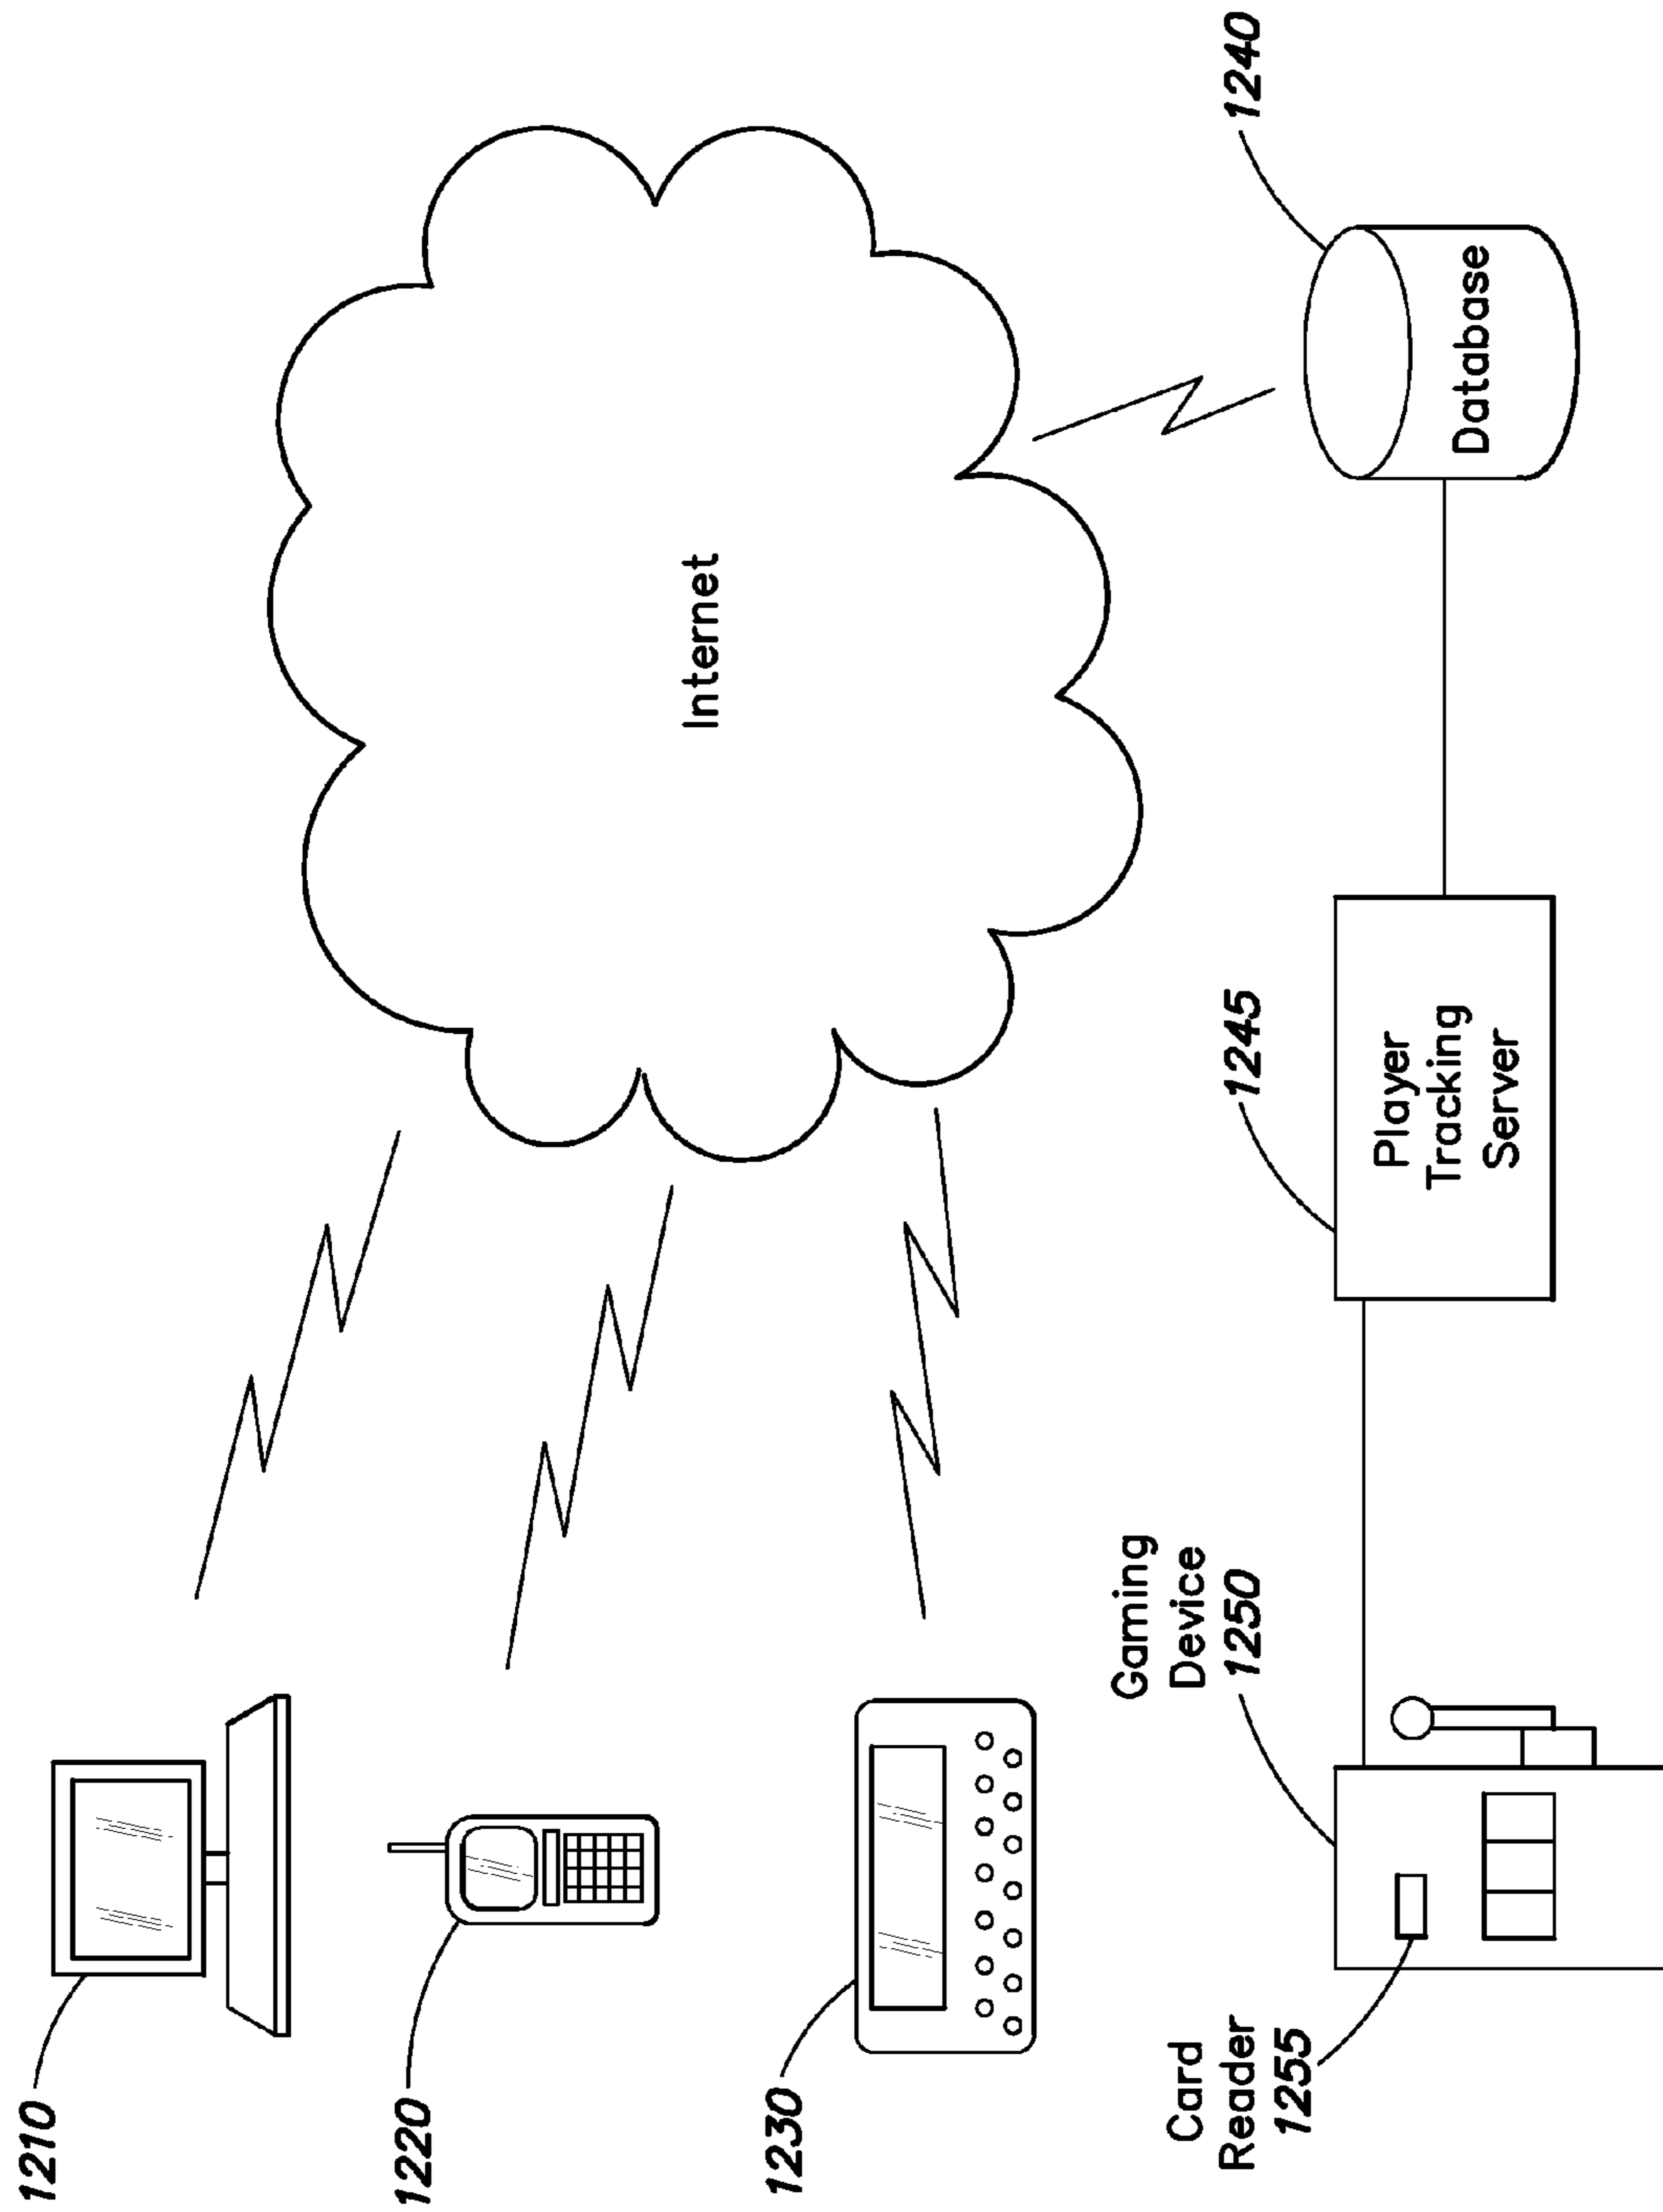 1210
1220
1230
Internet
Gaming
Device
1250
Card
Reader
1255
1245
Player
Tracking
Server
1240
Database